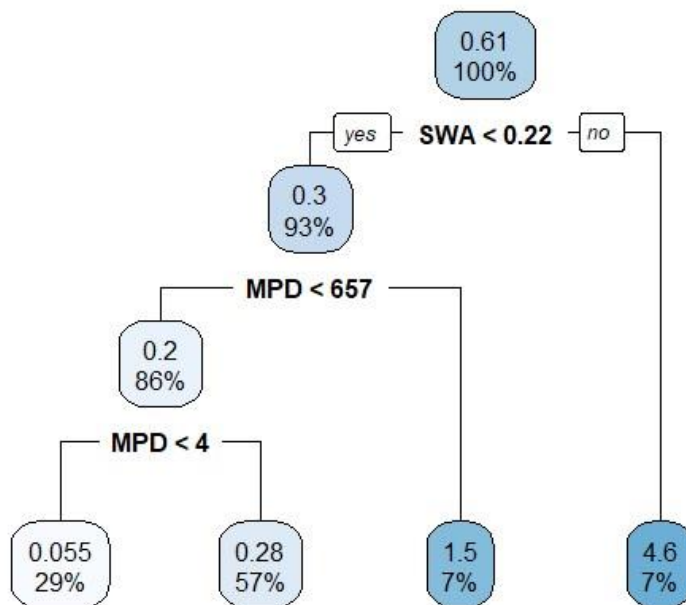 0.61
100%
yes SWA < 0.22 no
0.3
93%
MPD < 657
0.2
86%
MPD < 4
0.055 0.28 1.5 4.6
29% 57% 7% 7%